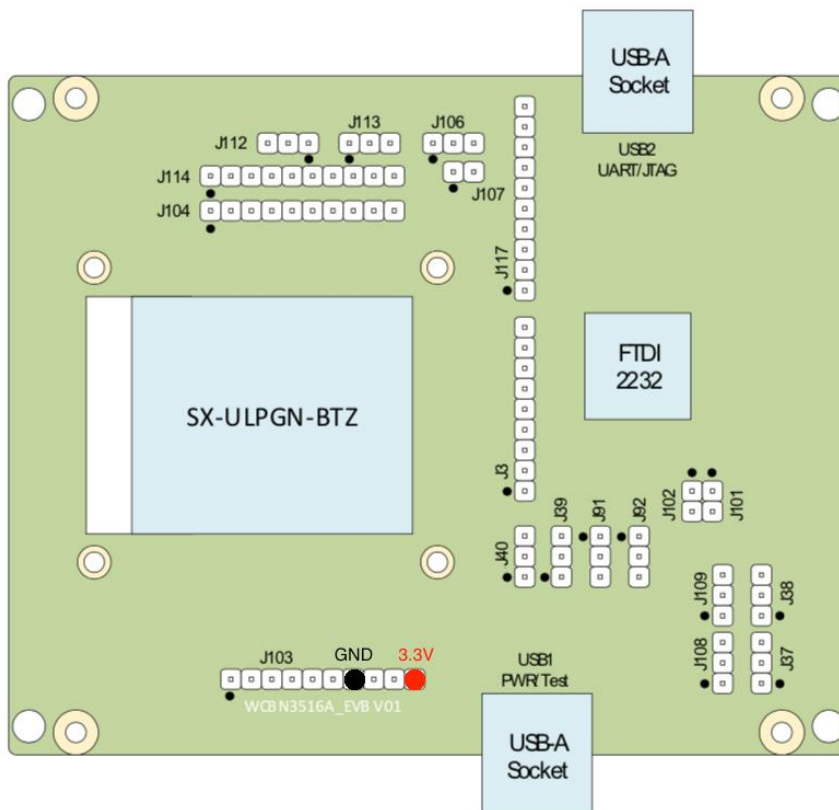 USB-A
Socket
USB2
UART/JTAG
J112
J113
J106
J114
J107
J104
J117
FTDI
2232
SX-ULPGN-BTZ
J3
J102
J101
J39
J91
J92
J40
J109
J38
J108
J37
J103
GND
3.3V
USB1
PWR/Test
WCBN3516A_EVB V01
USB-A
Socket